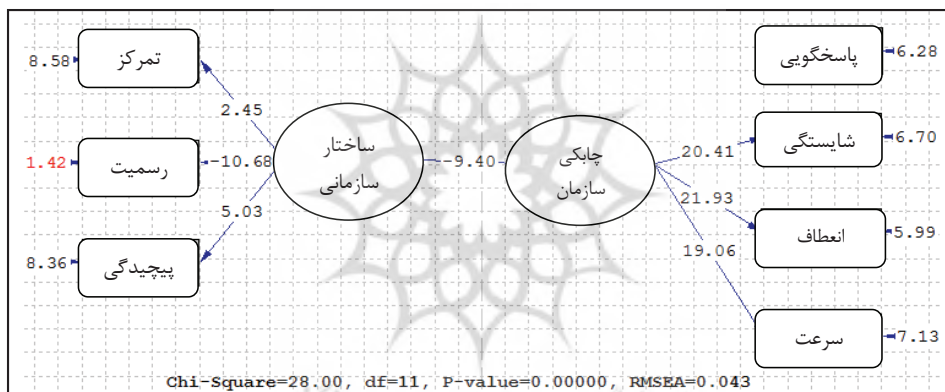 تمرکز
8.58
2.45
رسمیت
1.42
-10.68
پیچیدگی
8.36
5.03
ساختار
سازمانی
-9.40
چابکی
سازمان
پاسخگویی
6.28
شایستگی
6.70
20.41
انعطاف
5.99
21.93
سرعت
7.13
19.06
Chi-Square=28.00, df=11, P-value=0.00000, RMSEA=0.043